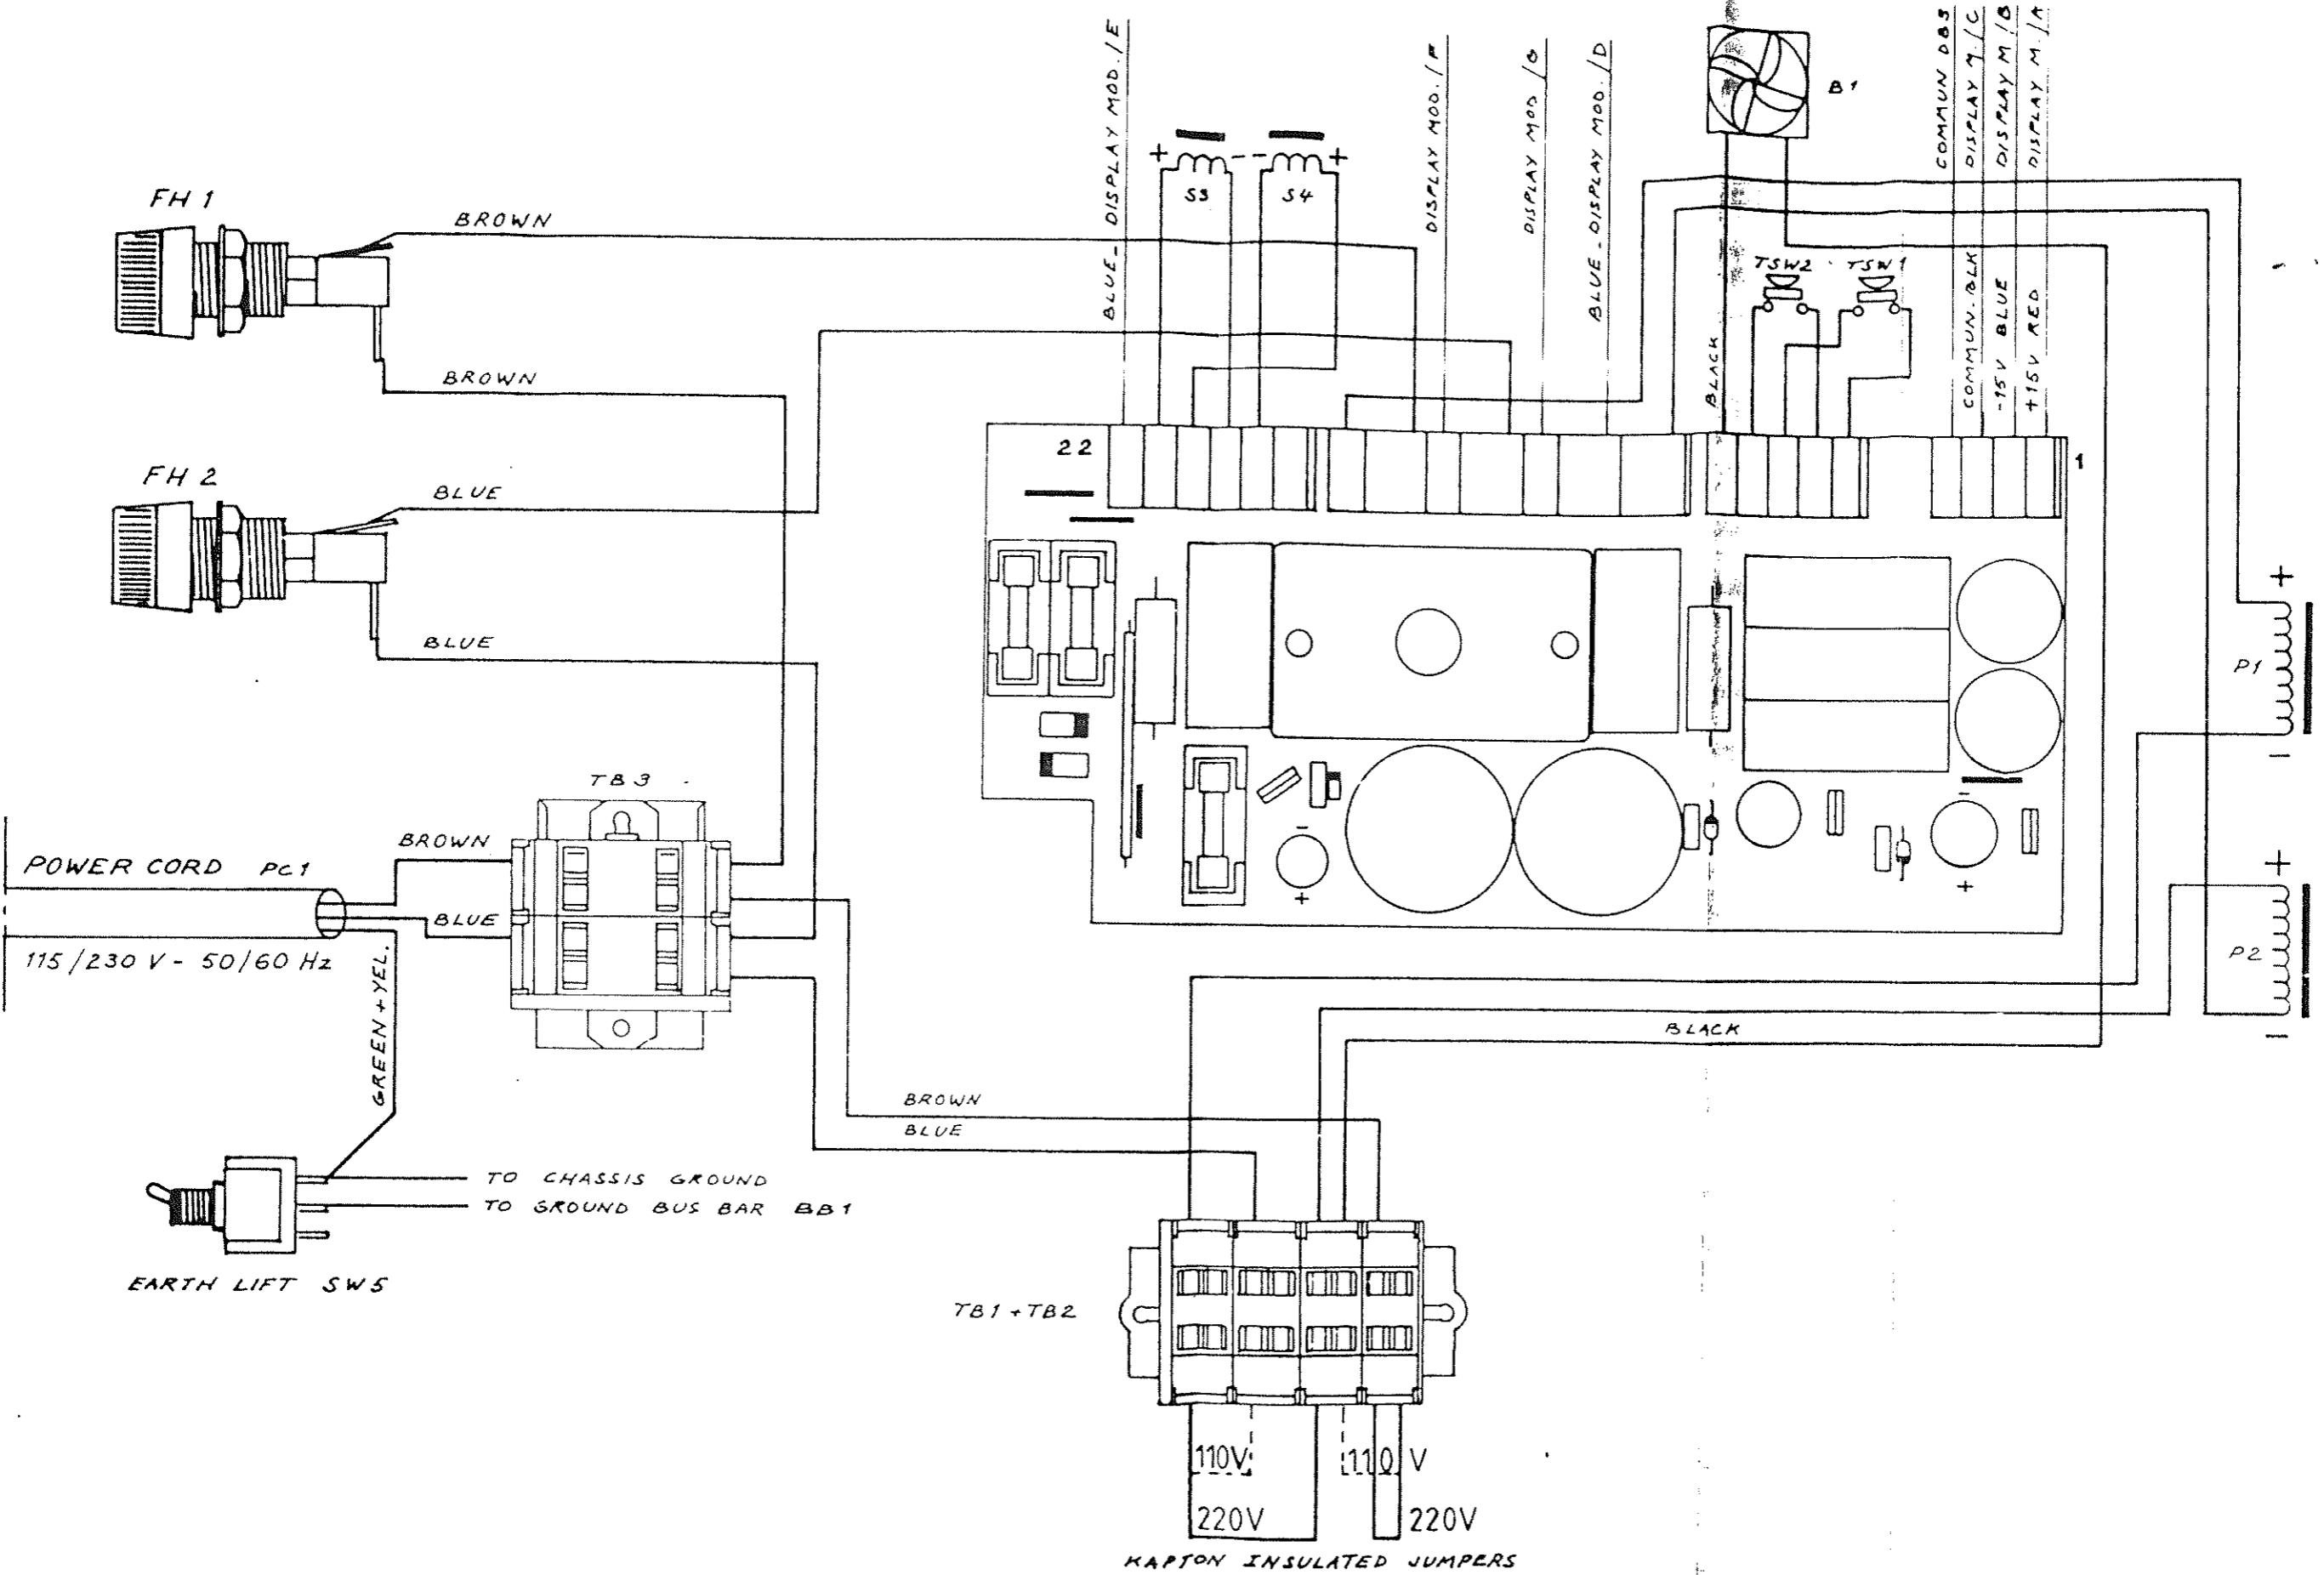 BLUE_ DISPLAY MOD. /E
DISPLAY MOD. /F
DISPLAY MOD /G
BLUE_DISPLAY MOD. /D
B1
COMMUN DBS
DISPLAY M /C
DISPLAY M /B
DISPLAY M. /A
COMMUN. BLK
-15V BLUE
+15V RED
+ - - +
S3 S4
FH 1
BROWN
BROWN
TSW2 TSW1
BLACK
22
1
FH 2
BLUE
BLUE
+
P1
-
TB3
BROWN
POWER CORD PC1
BLUE
115/230 V - 50/60 Hz
GREEN + YEL.
-
+
-
+
+
P2
-
BLACK
BROWN
BLUE
TO CHASSIS GROUND
TO GROUND BUS BAR BB1
EARTH LIFT SW5
TB1 + TB2
110V 110 V
220V 220V
KAPTON INSULATED JUMPERS